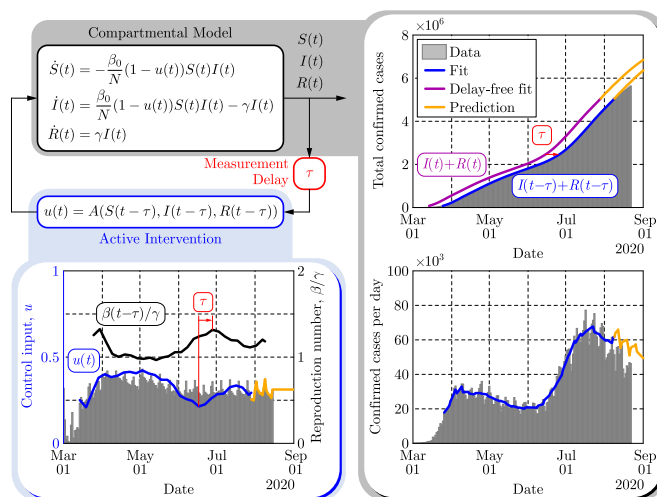 Compartmental Model
Ṡ(t) = −β₀/N (1 − u(t))S(t)I(t)
İ(t) = β₀/N (1 − u(t))S(t)I(t) − γI(t)
Ṙ(t) = γI(t)
S(t)
I(t)
R(t)
Measurement
Delay
τ
u(t) = A(S(t−τ), I(t−τ), R(t−τ))
Active Intervention
×10⁶
8
6
4
2
0
Total confirmed cases
Data
Fit
Delay-free fit
Prediction
τ
I(t)+R(t)
I(t−τ)+R(t−τ)
Mar
01
May
01
Jul
01
Sep
01
Date
2020
1
0.5
0
Control input, u
β(t−τ)/γ
τ
u(t)
2
1
0
Reproduction number, β/γ
Mar
01
May
01
Jul
01
Sep
01
Date
2020
×10³
100
80
60
40
20
0
Confirmed cases per day
Mar
01
May
01
Jul
01
Sep
01
Date
2020